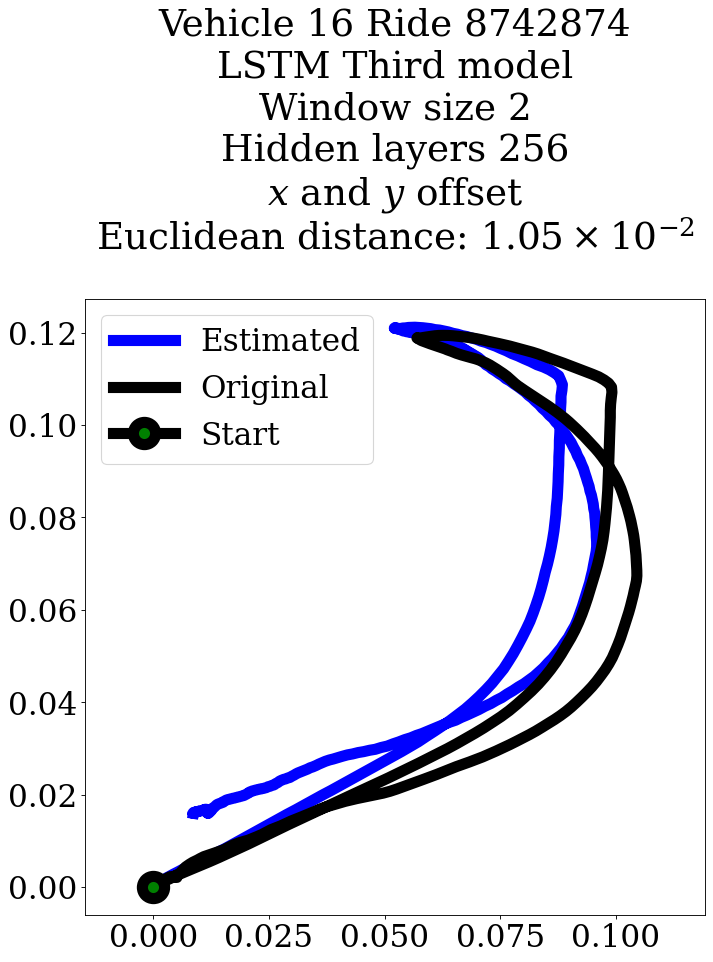 Vehicle 16 Ride 8742874
LSTM Third model
Window size 2
Hidden layers 256
x and y offset
Euclidean distance: 1.05 × 10⁻²
Estimated
Original
Start
0.12
0.10
0.08
0.06
0.04
0.02
0.00
0.000 0.025 0.050 0.075 0.100